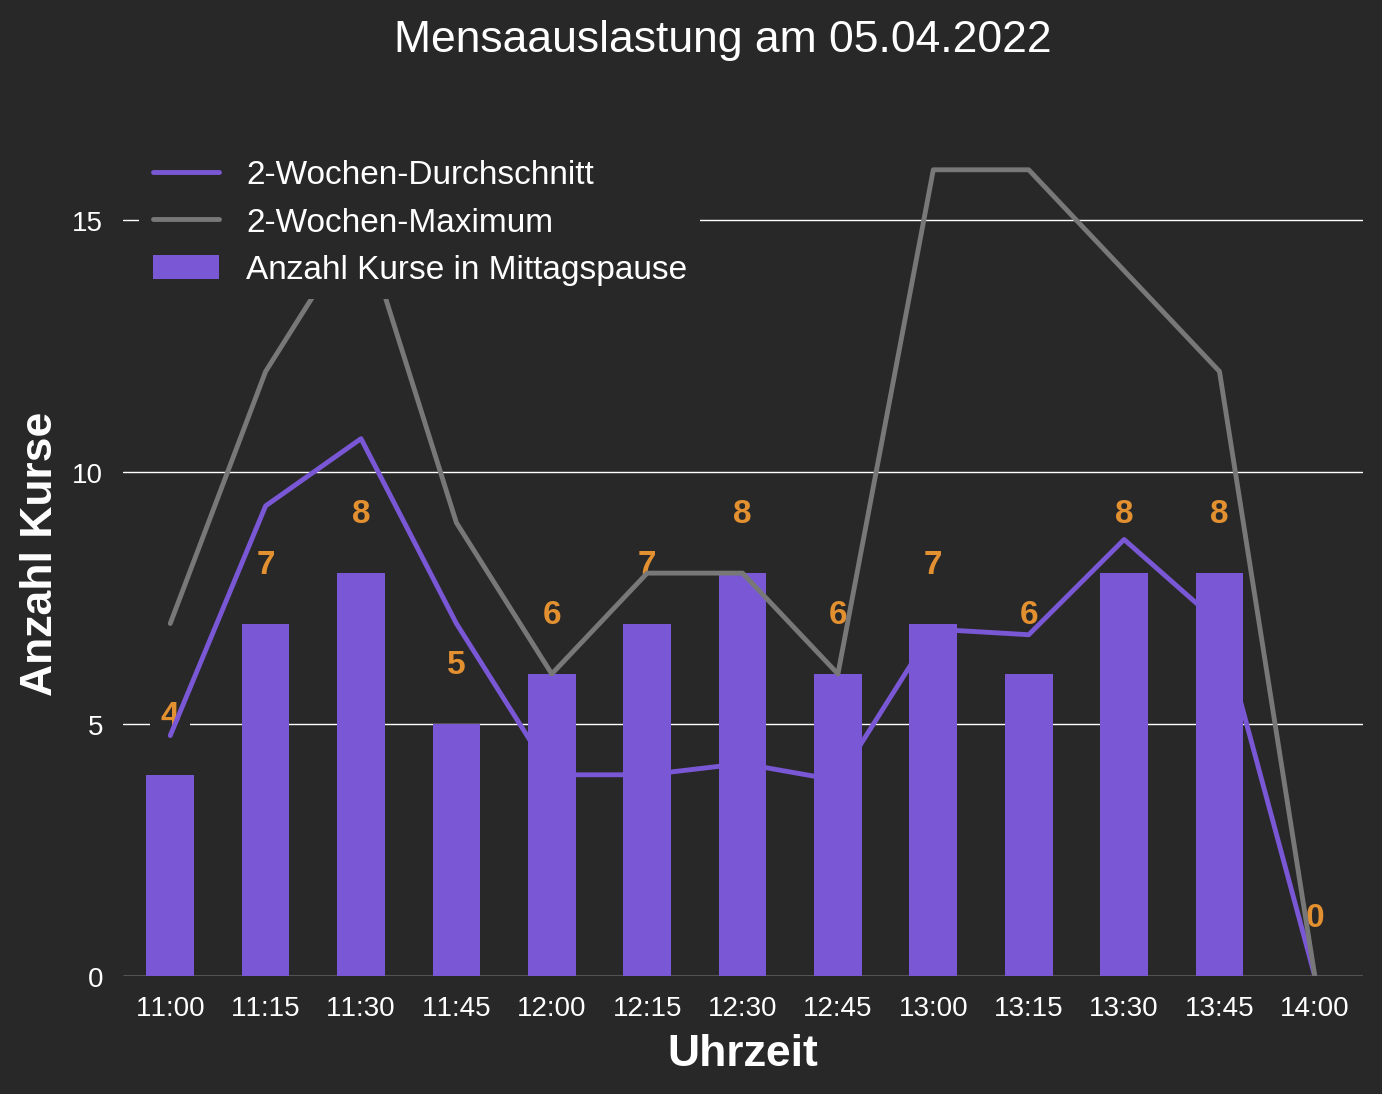 Mensaauslastung am 05.04.2022
2-Wochen-Durchschnitt
2-Wochen-Maximum
Anzahl Kurse in Mittagspause
Anzahl Kurse
15
10
5
0
4
7
8
5
6
7
8
6
7
6
8
8
0
11:00 11:15 11:30 11:45 12:00 12:15 12:30 12:45 13:00 13:15 13:30 13:45 14:00
Uhrzeit